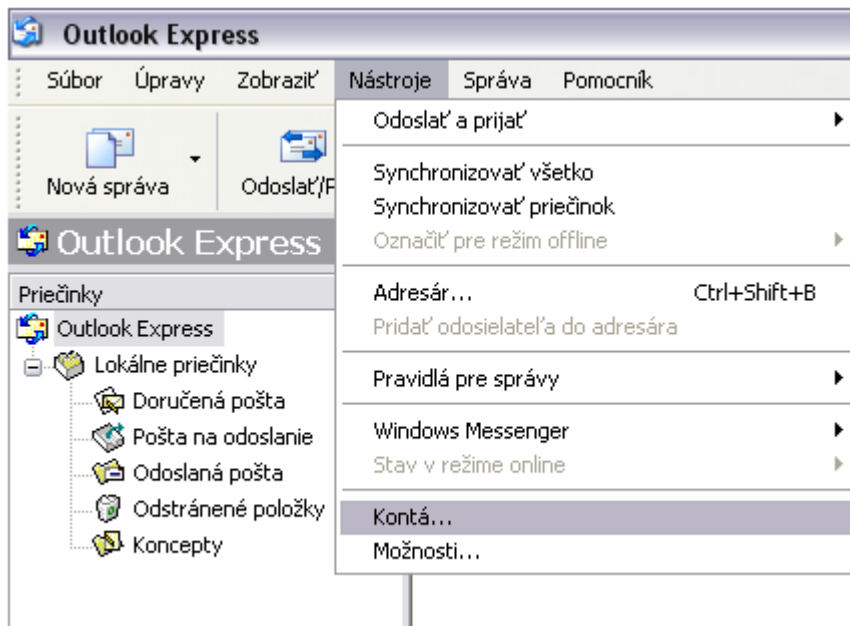 Outlook Express
Súbor Úpravy Zobraziť Nástroje Správa Pomocník
Nová správa Odoslať/P
Outlook Express
Priečinky
Outlook Express
Lokálne priečinky
Doručená pošta
Pošta na odoslanie
Odoslaná pošta
Odstránené položky
Koncepty
Odoslať a prijať
Synchronizovať všetko
Synchronizovať priečinok
Označiť pre režim offline
Adresár... Ctrl+Shift+B
Pridať odosielateľa do adresára
Pravidlá pre správy
Windows Messenger
Stav v režime online
Kontá...
Možnosti...